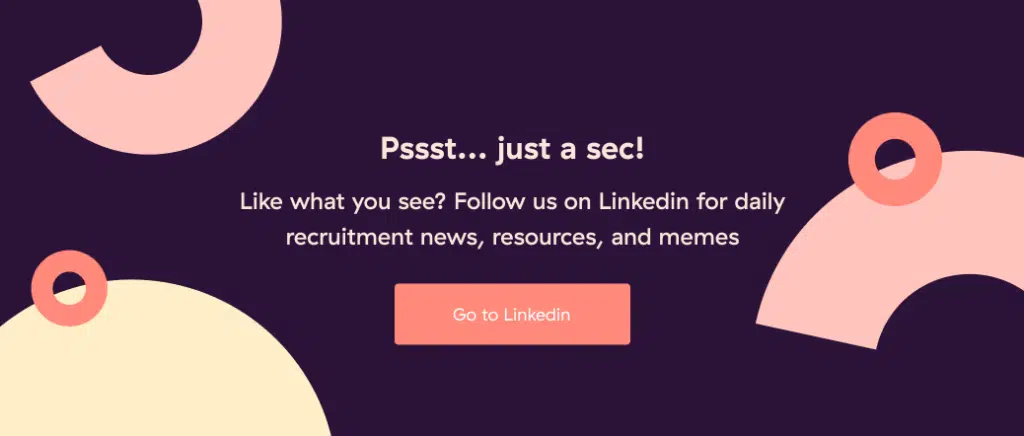 Pssst... just a sec!
Like what you see? Follow us on Linkedin for daily
recruitment news, resources, and memes
Go to Linkedin